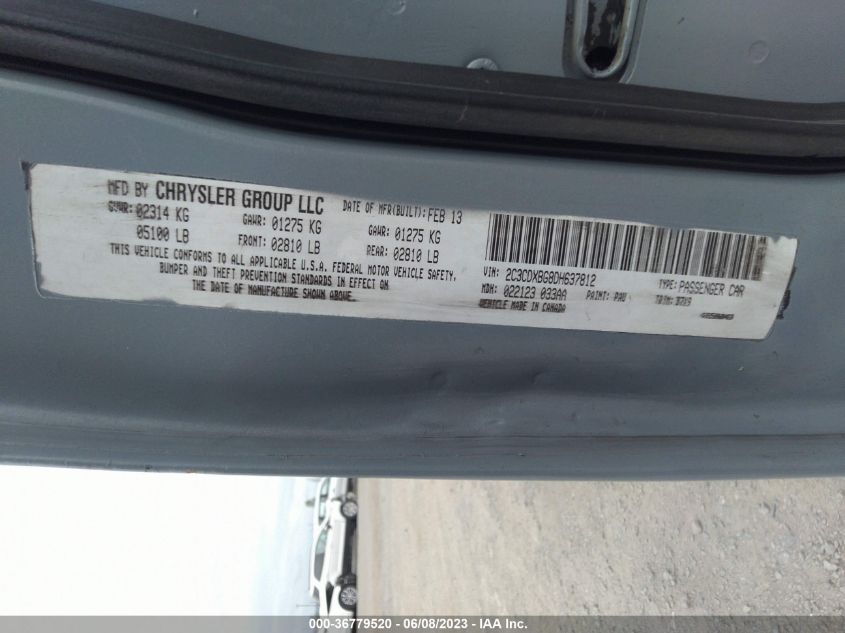 MFD BY CHRYSLER GROUP LLC DATE OF MFR(BUILT): FEB 13
GVWR: 02314 KG GAWR: 01275 KG GAWR: 01275 KG
05100 LB FRONT: 02810 LB REAR: 02810 LB
THIS VEHICLE CONFORMS TO ALL APPLICABLE U.S.A. FEDERAL MOTOR VEHICLE SAFETY,
BUMPER AND THEFT PREVENTION STANDARDS IN EFFECT ON
THE DATE OF MANUFACTURE SHOWN ABOVE.
VIN: 2C3CDXBG8DH637812 TYPE: PASSENGER CAR
MDH: 022123 033AA PAINT: TRIM:
VEHICLE MADE IN CANADA
000-36779520 - 06/08/2023 - IAA Inc.